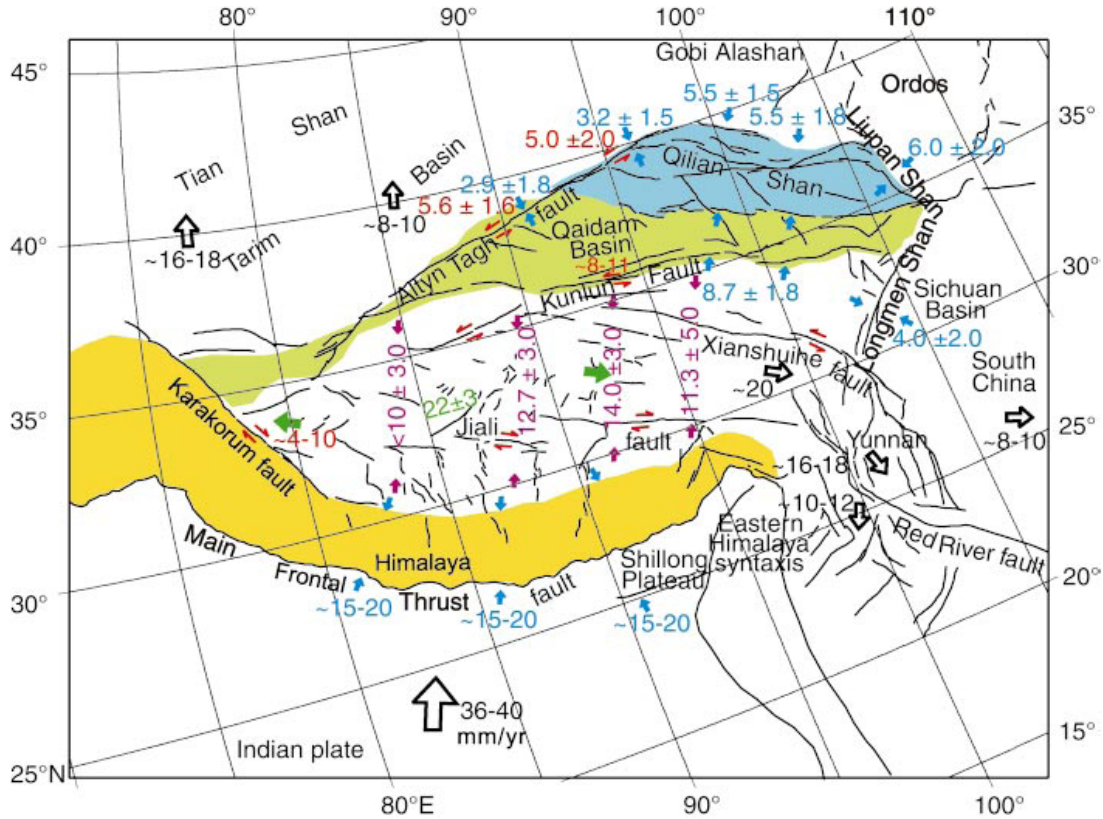 80°
90°
100°
110°
45°
Gobi Alashan
Ordos
35°
5.5 ± 1.5
3.2 ± 1.5
5.5 ± 1.8
5.0 ±2.0
Liupan Shan
6.0 ± 2.0
Tian
Shan
Basin
Qilian
Shan
2.9 ±1.8
5.6 ± 1.6
~8-10
~16-18
Tarim
40°
Altyn Tagh
fault
Qaidam
Basin
~8-11
Kunlun
Fault
8.7 ± 1.8
30°
Longmen Shan
Sichuan
Basin
4.0 ±2.0
South
China
Xianshuihe
fault
~20
<10 ± 3.0
12.7 ± 3.0
14.0 ±3.0
11.3 ± 5.0
22±3
35°
Karakorum fault
~4-10
Jiali
fault
~16-18
Yunnan
~8-10
25°
~10-12
Red River fault
Eastern
Himalaya
syntaxis
Main
Frontal
Thrust
fault
Himalaya
Shillong
Plateau
~15-20
~15-20
~15-20
30°
20°
36-40
mm/yr
Indian plate
15°
25°N
80°E
90°
100°